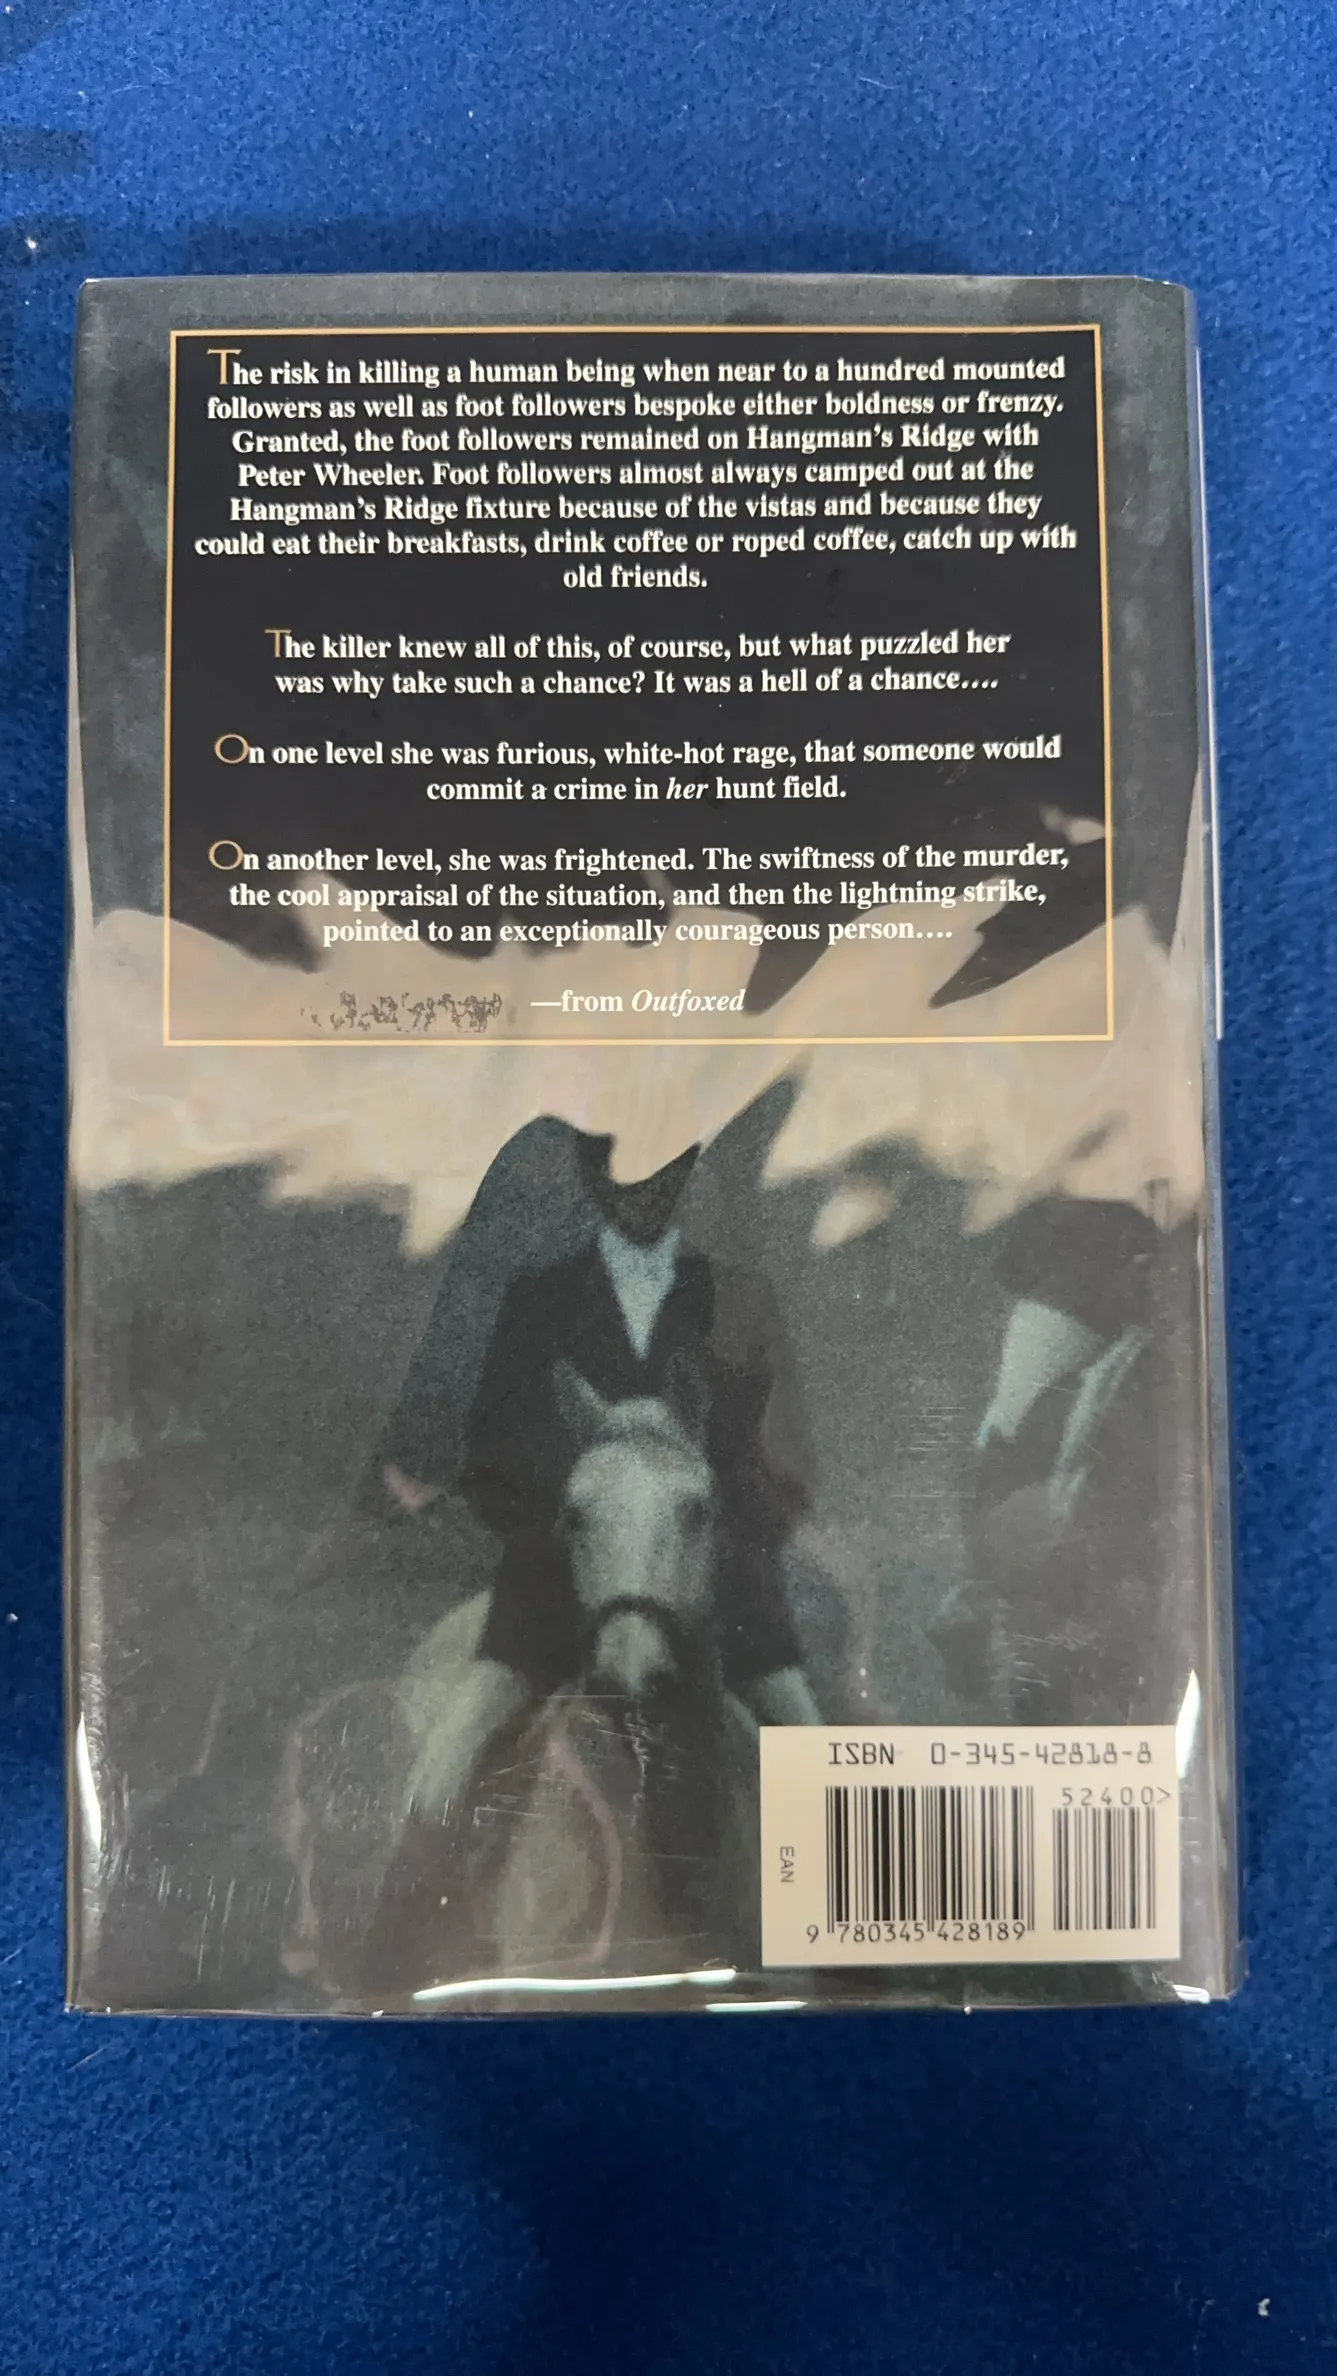 The risk in killing a human being when near to a hundred mounted
followers as well as foot followers bespoke either boldness or frenzy.
Granted, the foot followers remained on Hangman's Ridge with
Peter Wheeler. Foot followers almost always camped out at the
Hangman's Ridge fixture because of the vistas and because they
could eat their breakfasts, drink coffee or roped coffee, catch up with
old friends.
The killer knew all of this, of course, but what puzzled her
was why take such a chance? It was a hell of a chance....
On one level she was furious, white-hot rage, that someone would
commit a crime in her hunt field.
On another level, she was frightened. The swiftness of the murder,
the cool appraisal of the situation, and then the lightning strike,
pointed to an exceptionally courageous person....
—from Outfoxed
ISBN 0-345-42818-8
52400>
EAN
9 780345 428189